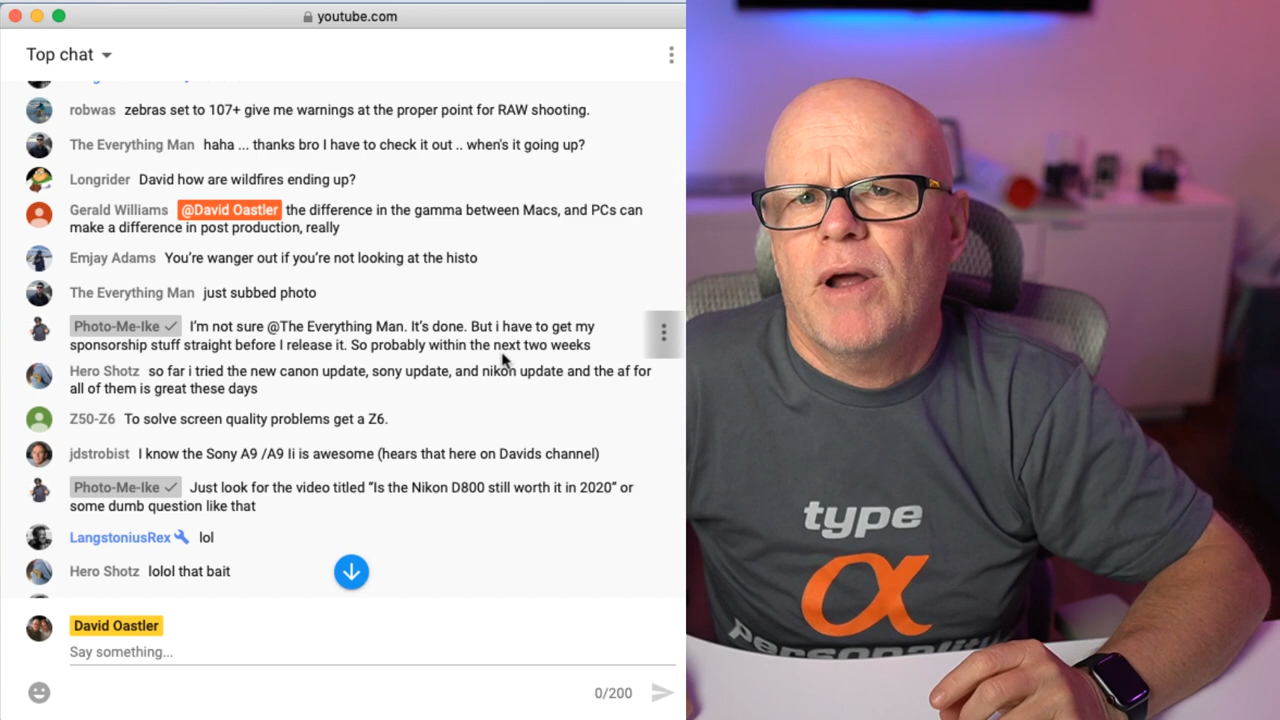 youtube.com
Top chat
robwas zebras set to 107+ give me warnings at the proper point for RAW shooting.
The Everything Man haha ... thanks bro I have to check it out .. when's it going up?
Longrider David how are wildfires ending up?
Gerald Williams @David Oastler the difference in the gamma between Macs, and PCs can
make a difference in post production, really
Emjay Adams You’re wanger out if you’re not looking at the histo
The Everything Man just subbed photo
Photo-Me-Ike I’m not sure @The Everything Man. It’s done. But i have to get my
sponsorship stuff straight before I release it. So probably within the next two weeks
Hero Shotz so far i tried the new canon update, sony update, and nikon update and the af for
all of them is great these days
Z50-Z6 To solve screen quality problems get a Z6.
jdstrobist I know the Sony A9 /A9 Ii is awesome (hears that here on Davids channel)
Photo-Me-Ike Just look for the video titled “Is the Nikon D800 still worth it in 2020” or
some dumb question like that
LangstoniusRex lol
Hero Shotz lolol that bait
David Oastler
Say something...
0/200
type
α
personality